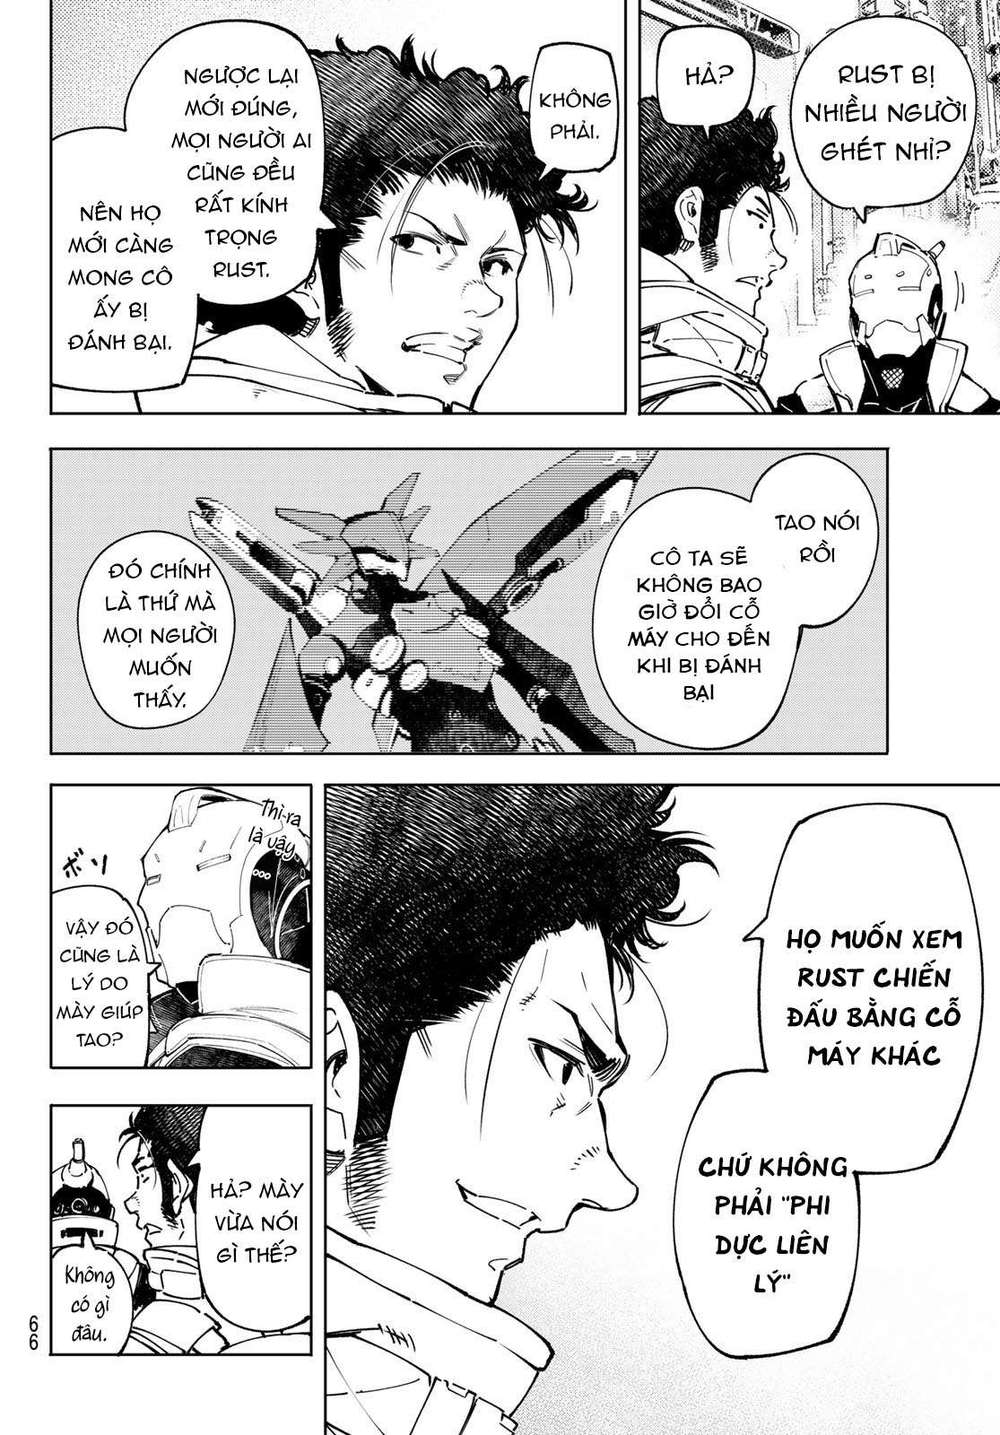 RUST BỊ
NHIỀU NGƯỜI
GHÉT NHỈ?
HẢ?
KHÔNG
PHẢI.
NGƯỢC LẠI
MỚI ĐÚNG,
MỌI NGƯỜI AI
CŨNG ĐỀU
RẤT KÍNH
TRỌNG
RUST.
NÊN HỌ
MỚI CÀNG
MONG CÔ
ẤY BỊ
ĐÁNH BẠI.
TAO NÓI
RỒI
CÔ TA SẼ
KHÔNG BAO
GIỜ ĐỔI CỖ
MÁY CHO ĐẾN
KHI BỊ ĐÁNH
BẠI
ĐÓ CHÍNH
LÀ THỨ MÀ
MỌI NGƯỜI
MUỐN
THẤY.
HỌ MUỐN XEM
RUST CHIẾN
ĐẤU BẰNG CỖ
MÁY KHÁC
CHỨ KHÔNG
PHẢI "PHI
DỰC LIÊN
LÝ"
Thì ra
là vậy
ボソ
VẬY ĐÓ
CŨNG LÀ
LÝ DO
MÀY GIÚP
TAO?
HẢ? MÀY
VỪA NÓI
GÌ THẾ?
Không
có gì
đâu.
66